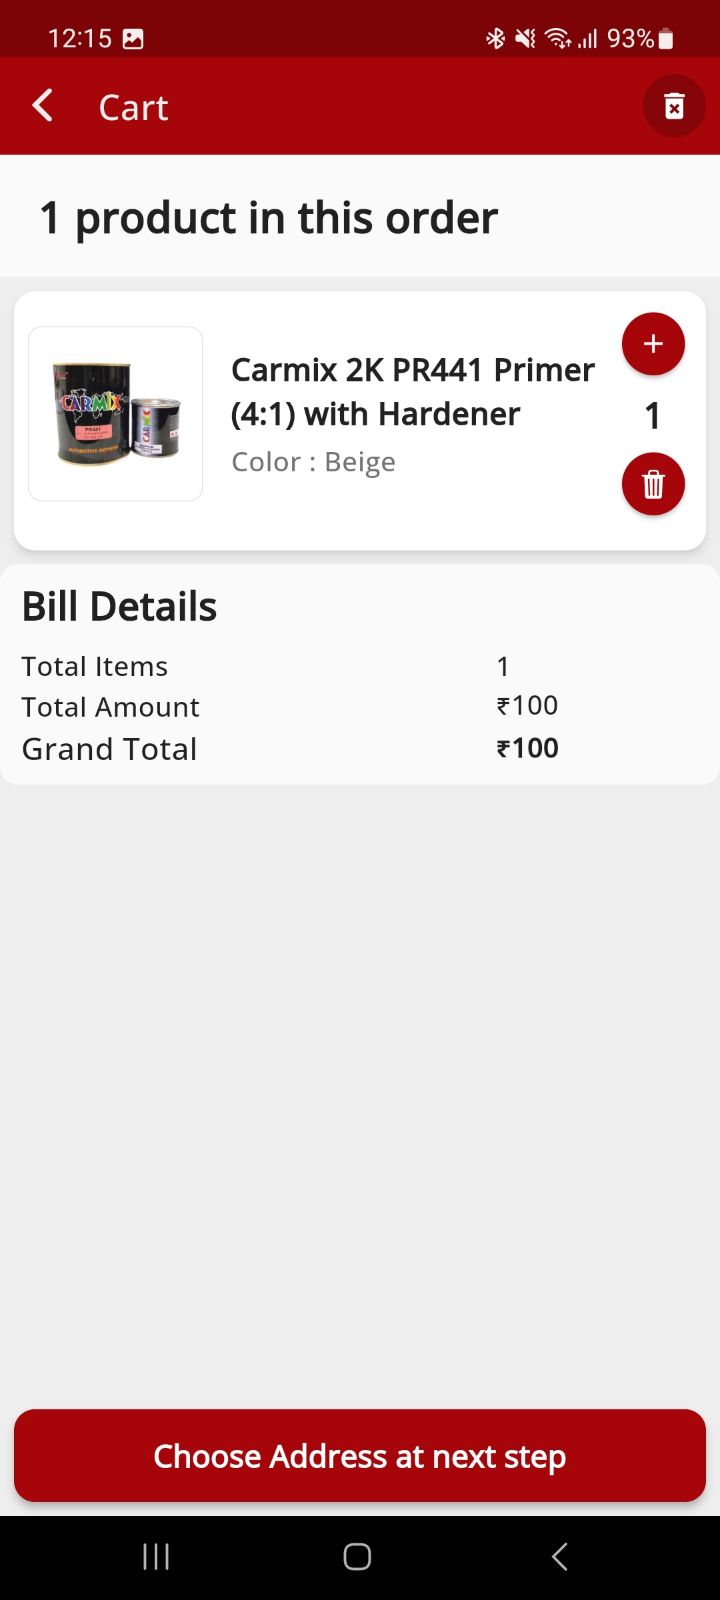 12:15
93%
Cart
1 product in this order
CARMIX
PR441
CARMIX
Carmix 2K PR441 Primer
(4:1) with Hardener
Color : Beige
+
1
Bill Details
Total Items 1
Total Amount ₹100
Grand Total ₹100
Choose Address at next step